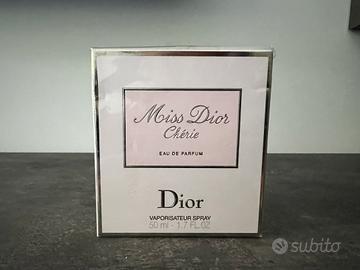 Miss Dior
Chérie
EAU DE PARFUM
Dior
VAPORISATEUR SPRAY
50 ml - 1.7 FL.OZ
subito